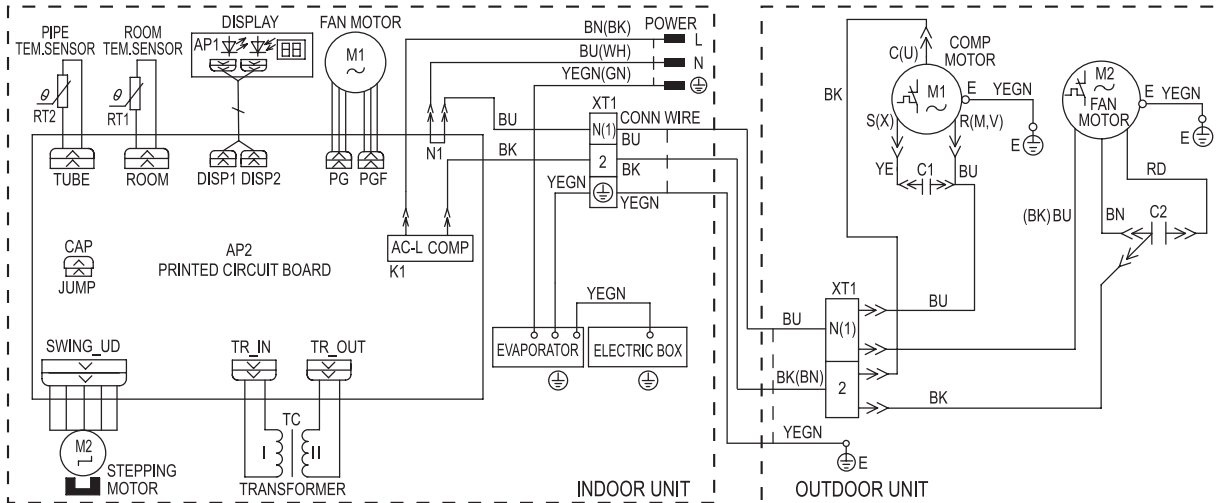 PIPE
TEM.SENSOR
ROOM
TEM.SENSOR
DISPLAY
AP1
FAN MOTOR
M1
~
POWER
BN(BK)
L
BU(WH)
N
YEGN(GN)
θ
RT2
θ
RT1
TUBE
ROOM
DISP1
DISP2
PG
PGF
N1
BU
BK
XT1
N(1)
2
CONN WIRE
BU
BK
YEGN
YEGN
AC-L
COMP
K1
CAP
JUMP
AP2
PRINTED CIRCUIT BOARD
YEGN
EVAPORATOR
ELECTRIC BOX
SWING_UD
TR_IN
TR_OUT
M2
STEPPING
MOTOR
TC
I
II
TRANSFORMER
INDOOR UNIT
C(U)
COMP
MOTOR
BK
M1
~
E
YEGN
E
S(X)
R(M,V)
YE
C1
BU
M2
~
FAN
MOTOR
E
YEGN
E
RD
(BK)BU
BN
C2
XT1
N(1)
2
BU
BU
BK(BN)
BK
YEGN
E
OUTDOOR UNIT